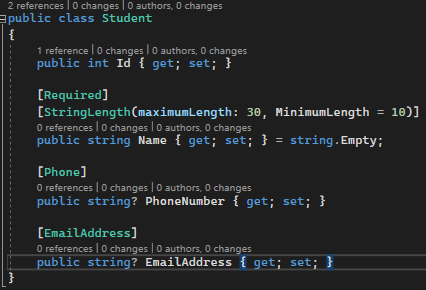 2 references | 0 changes | 0 authors, 0 changes
public class Student
{
1 reference | 0 changes | 0 authors, 0 changes
public int Id { get; set; }
[Required]
[StringLength(maximumLength: 30, MinimumLength = 10)]
0 references | 0 changes | 0 authors, 0 changes
public string Name { get; set; } = string.Empty;
[Phone]
0 references | 0 changes | 0 authors, 0 changes
public string? PhoneNumber { get; set; }
[EmailAddress]
0 references | 0 changes | 0 authors, 0 changes
public string? EmailAddress { get; set; }
}